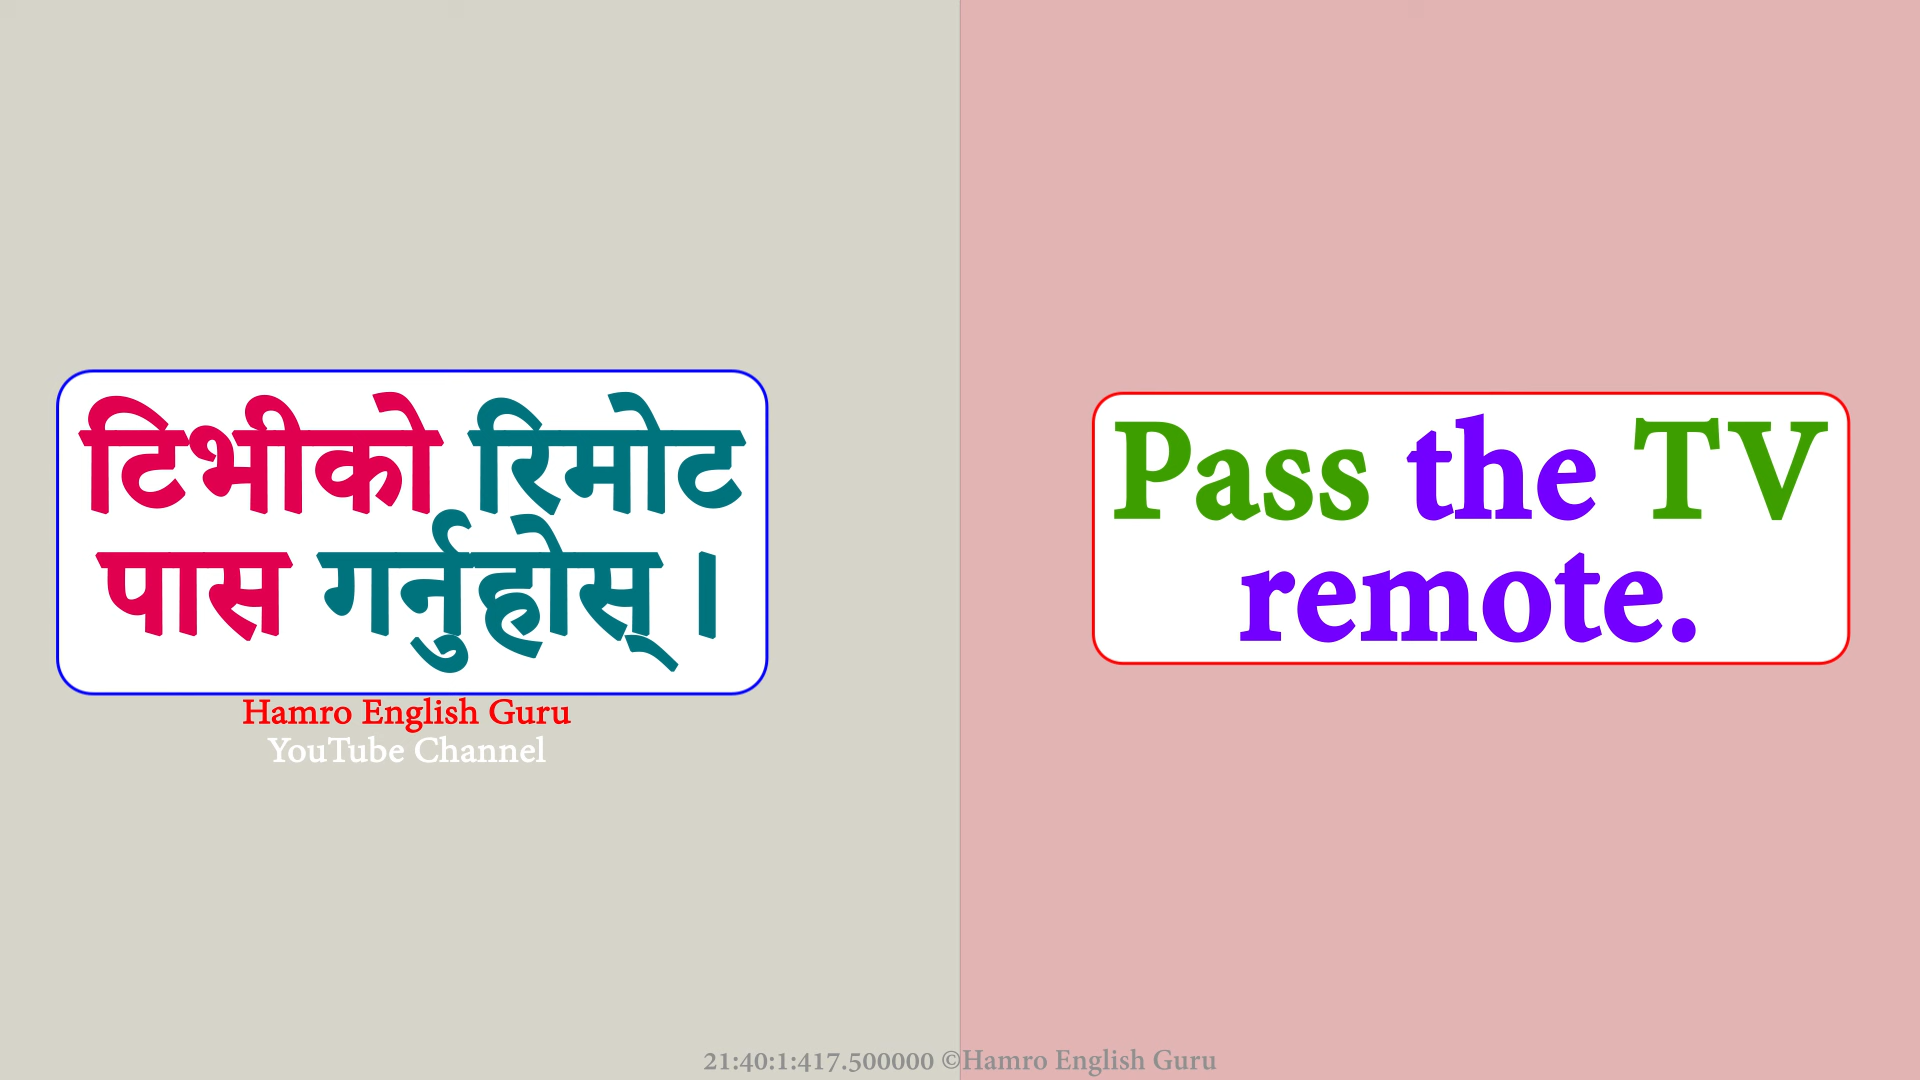 टिभीको रिमोट
पास गर्नुहोस् ।
Hamro English Guru
YouTube Channel
Pass the TV
remote.
21:40:1:417.500000 ©Hamro English Guru